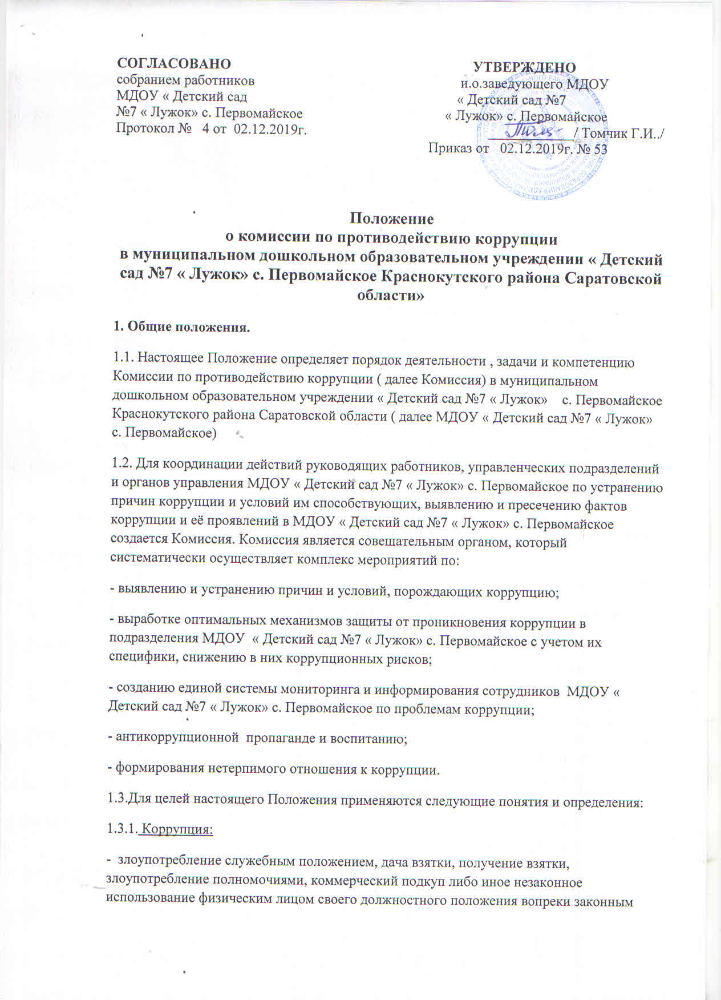 СОГЛАСОВАНО
собранием работников
МДОУ « Детский сад
№7 « Лужок» с. Первомайское
Протокол № 4 от 02.12.2019г.
УТВЕРЖДЕНО
и.о.заведующего МДОУ
« Детский сад №7
« Лужок» с. Первомайское
/ Томчик Г.И../
Приказ от 02.12.2019г. № 53
Положение
о комиссии по противодействию коррупции
в муниципальном дошкольном образовательном учреждении « Детский
сад №7 « Лужок» с. Первомайское Краснокутского района Саратовской
области»
1. Общие положения.
1.1. Настоящее Положение определяет порядок деятельности , задачи и компетенцию
Комиссии по противодействию коррупции ( далее Комиссия) в муниципальном
дошкольном образовательном учреждении « Детский сад №7 « Лужок» с. Первомайское
Краснокутского района Саратовской области ( далее МДОУ « Детский сад №7 « Лужок»
с. Первомайское)
1.2. Для координации действий руководящих работников, управленческих подразделений
и органов управления МДОУ « Детский сад №7 « Лужок» с. Первомайское по устранению
причин коррупции и условий им способствующих, выявлению и пресечению фактов
коррупции и её проявлений в МДОУ « Детский сад №7 « Лужок» с. Первомайское
создается Комиссия. Комиссия является совещательным органом, который
систематически осуществляет комплекс мероприятий по:
- выявлению и устранению причин и условий, порождающих коррупцию;
- выработке оптимальных механизмов защиты от проникновения коррупции в
подразделения МДОУ « Детский сад №7 « Лужок» с. Первомайское с учетом их
специфики, снижению в них коррупционных рисков;
- созданию единой системы мониторинга и информирования сотрудников МДОУ «
Детский сад №7 « Лужок» с. Первомайское по проблемам коррупции;
- антикоррупционной пропаганде и воспитанию;
- формирования нетерпимого отношения к коррупции.
1.3.Для целей настоящего Положения применяются следующие понятия и определения:
1.3.1. Коррупция:
- злоупотребление служебным положением, дача взятки, получение взятки,
злоупотребление полномочиями, коммерческий подкуп либо иное незаконное
использование физическим лицом своего должностного положения вопреки законным